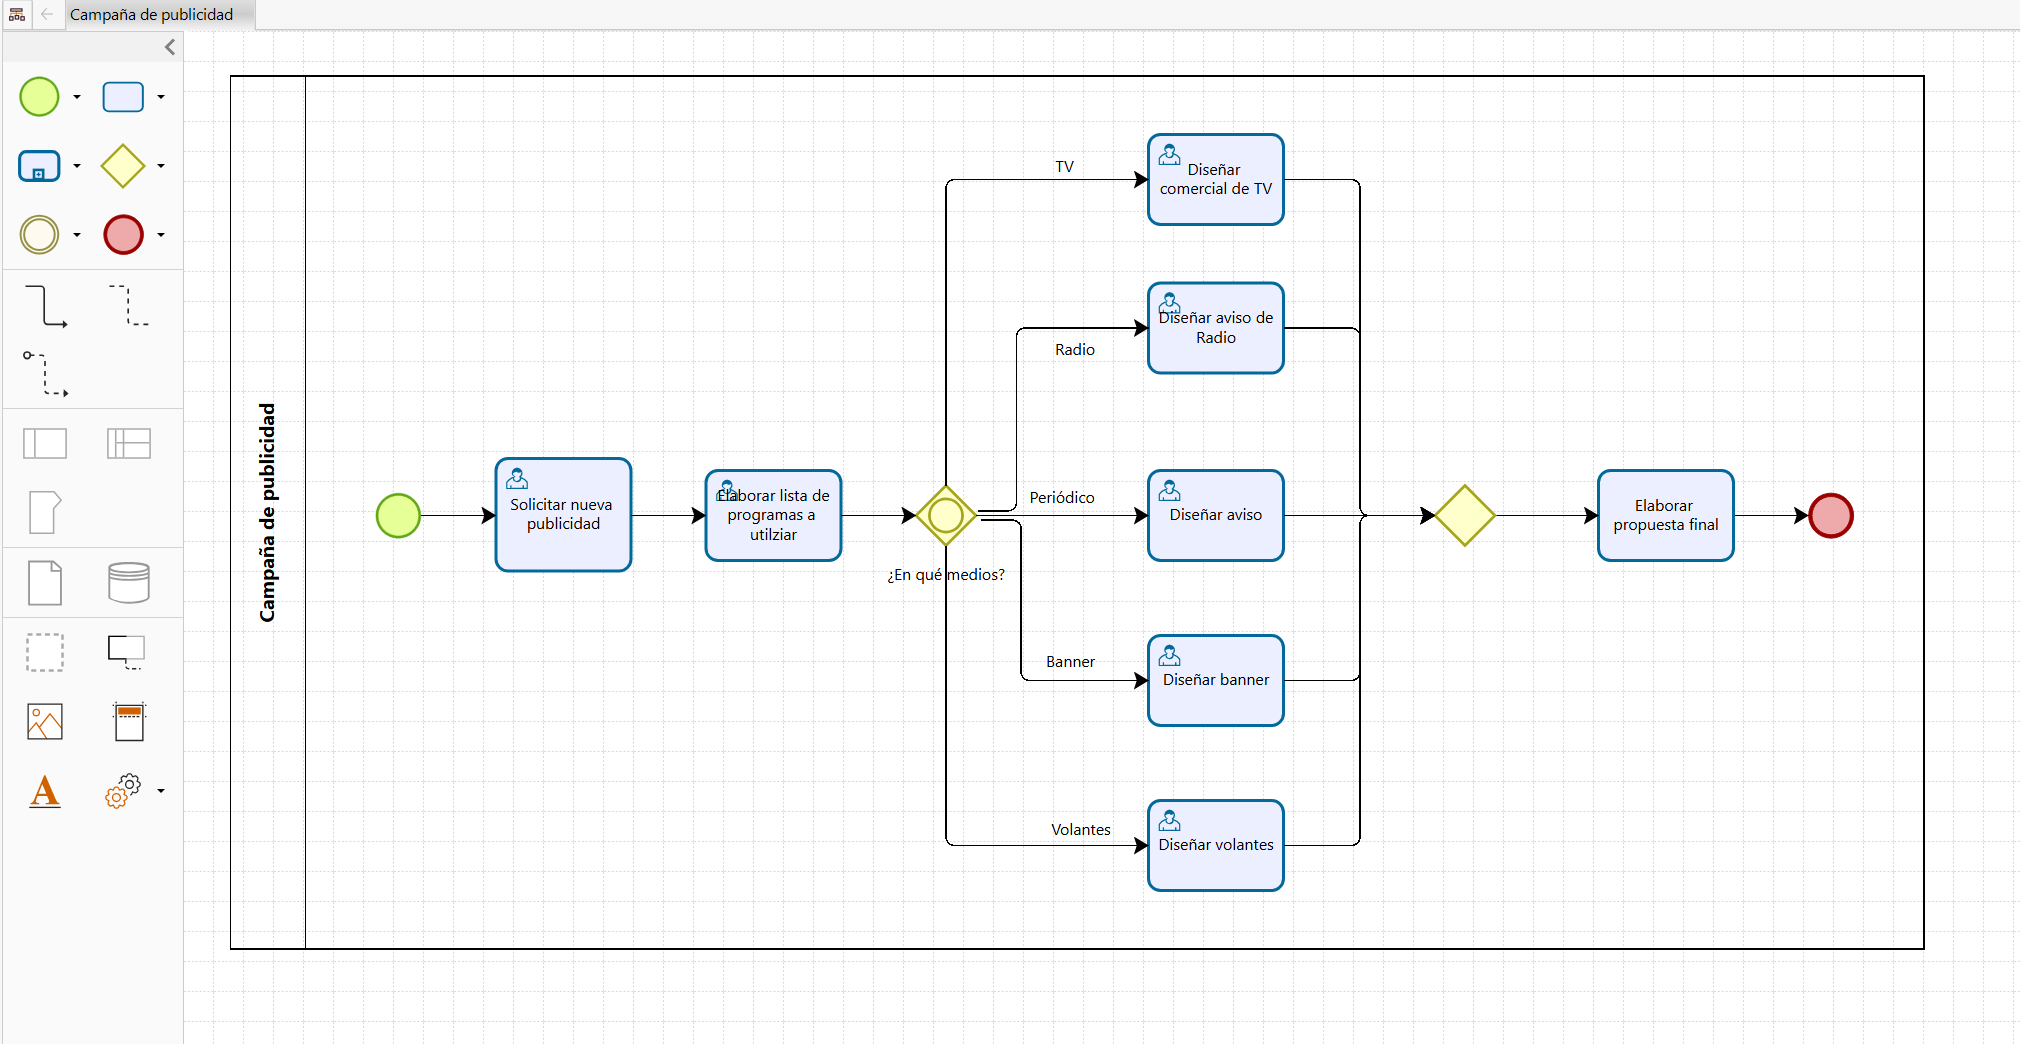 Campaña de publicidad
Campaña de publicidad
Solicitar nueva
publicidad
Elaborar lista de
programas a
utilziar
¿En qué medios?
TV
Diseñar
comercial de TV
Radio
Diseñar aviso de
Radio
Periódico
Diseñar aviso
Banner
Diseñar banner
Volantes
Diseñar volantes
Elaborar
propuesta final
A